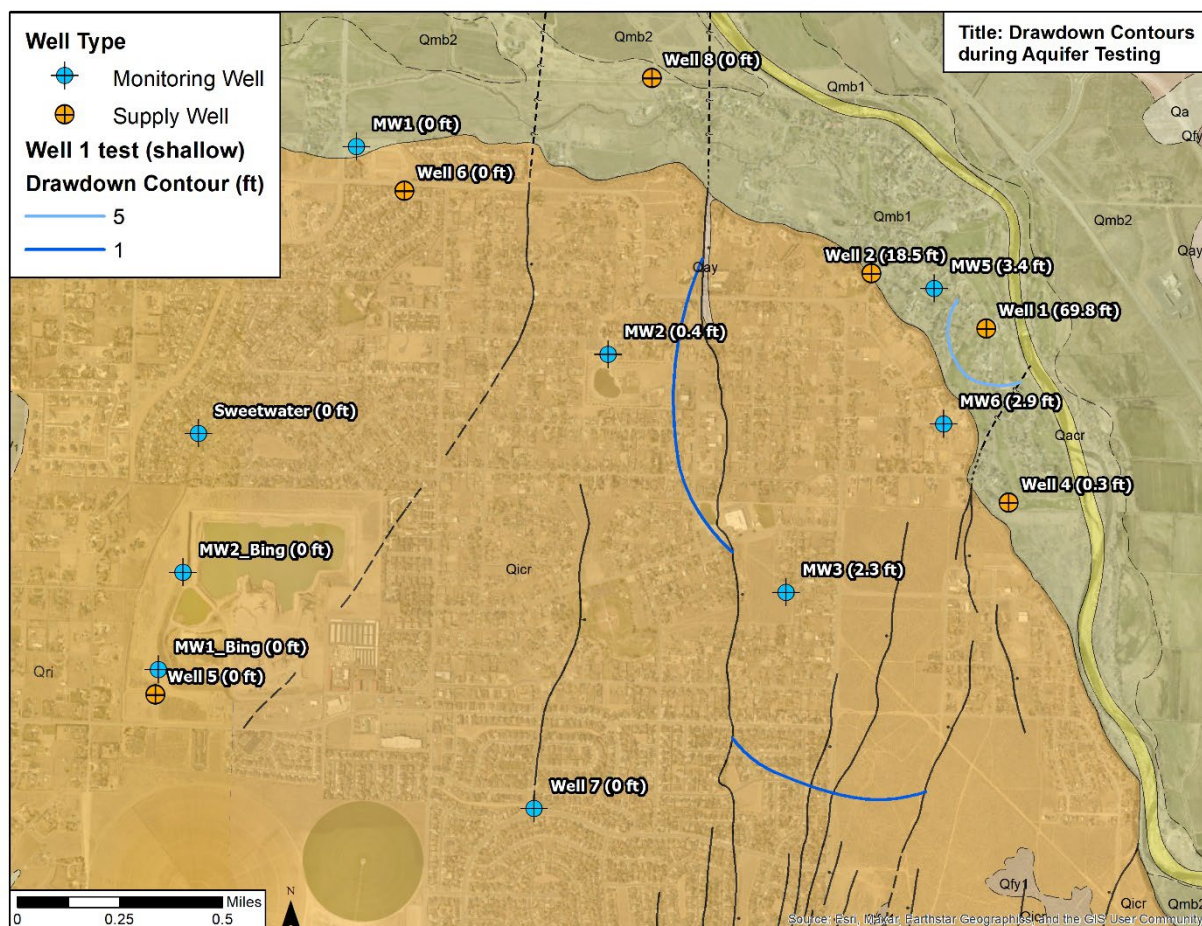 Well Type
Monitoring Well
Supply Well
Well 1 test (shallow)
Drawdown Contour (ft)
5
1
Title: Drawdown Contours
during Aquifer Testing
Qmb2
Qmb2
Well 8 (0 ft)
Qmb1
Qa
Qfy
MW1 (0 ft)
Well 6 (0 ft)
Qmb1
Qmb2
Qay
Qay
Well 2 (18.5 ft)
MW5 (3.4 ft)
Well 1 (69.8 ft)
MW2 (0.4 ft)
Sweetwater (0 ft)
MW6 (2.9 ft)
Qacr
Well 4 (0.3 ft)
MW2_Bing (0 ft)
Qicr
MW3 (2.3 ft)
MW1_Bing (0 ft)
Well 5 (0 ft)
Qri
Well 7 (0 ft)
Qfy1
Qicr
Qicr
Qmb2
N
Miles
0 0.25 0.5
Source: Esri, Maxar, Earthstar Geographics, and the GIS User Community